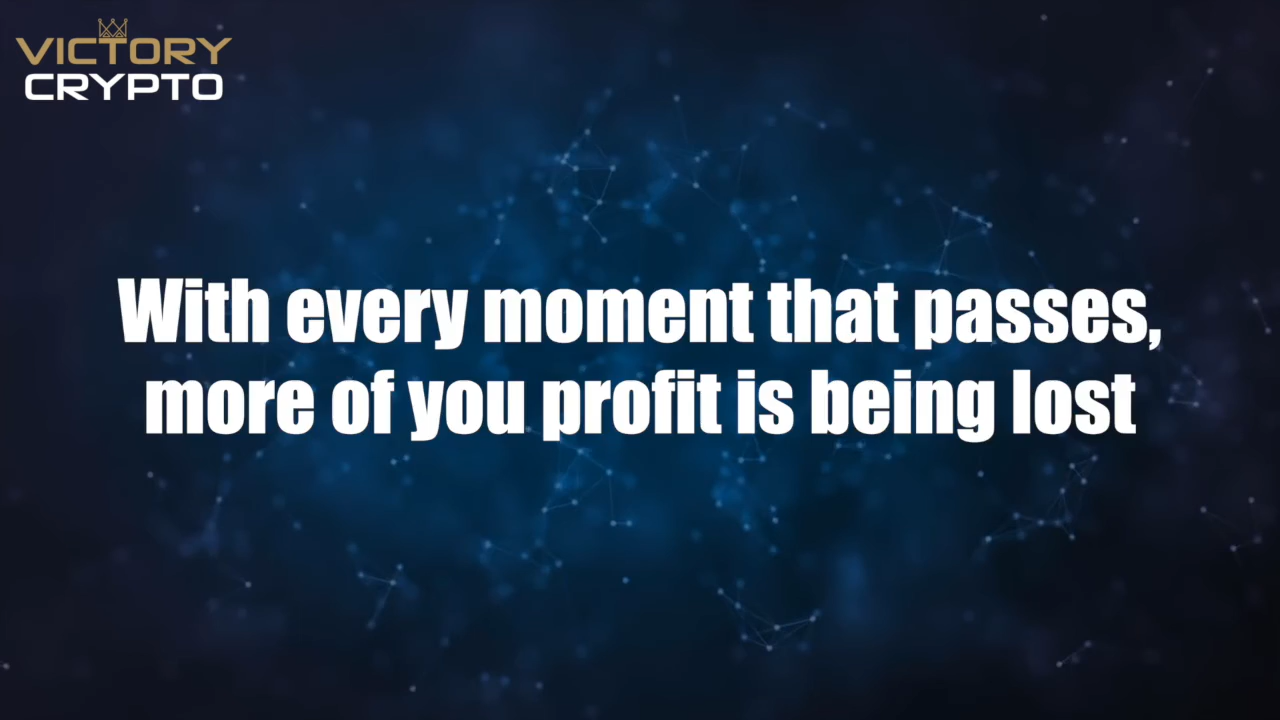 VICTORY
CRYPTO
With every moment that passes,
more of you profit is being lost